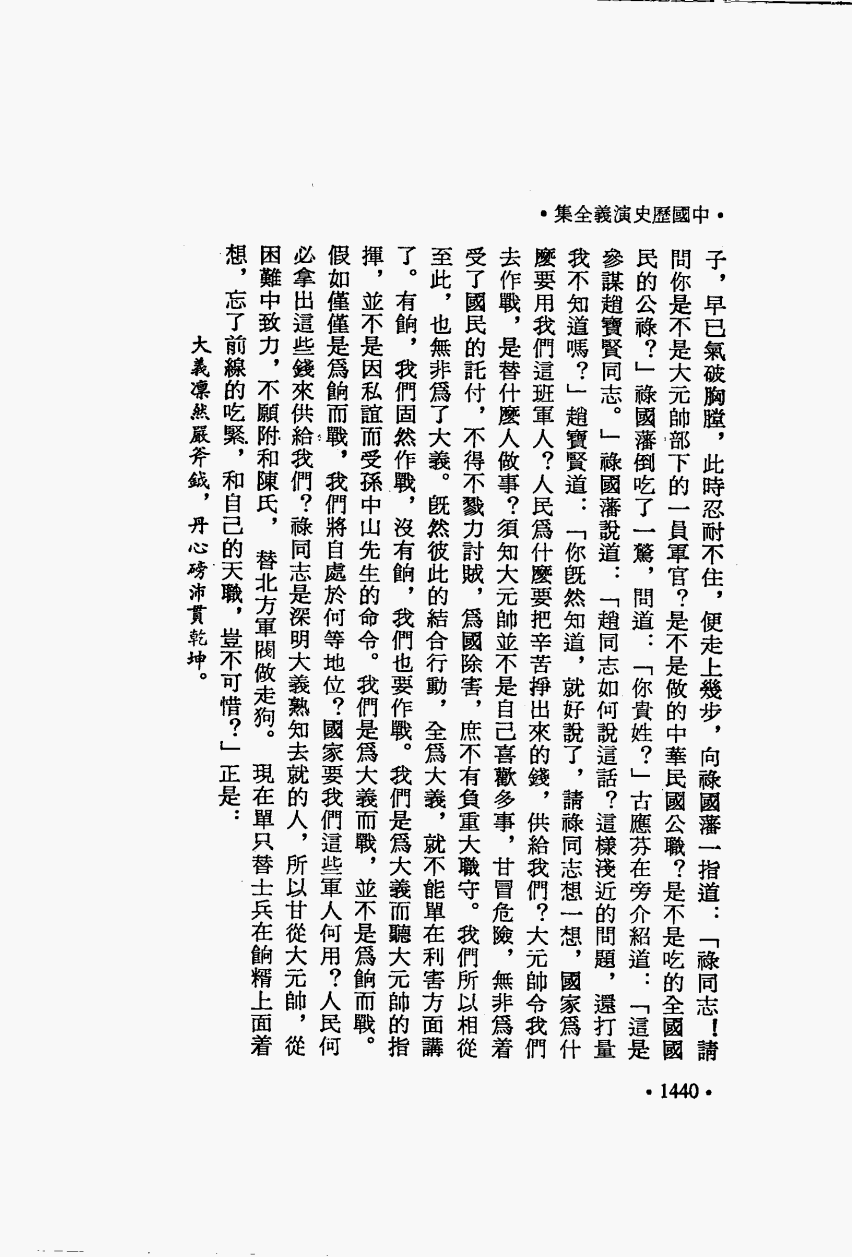 •中國歷史演義全集•
子，早已氣破胸膛，此時忍耐不住，便走上幾步，向祿國藩一指道：「祿同志！請
問你是不是大元帥部下的一員軍官？是不是做的中華民國公職？是不是吃的全國國
民的公祿？」祿國藩倒吃了一驚，問道：「你貴姓？」古應芬在旁介紹道：「這是
參謀趙寶賢同志。」祿國藩說道：「趙同志如何說這話？這樣淺近的問題，還打量
我不知道嗎？」趙寶賢道：「你旣然知道，就好說了，請祿同志想一想，國家爲什
麼要用我們這班軍人？人民爲什麼要把辛苦掙出來的錢，供給我們？大元帥令我們
去作戰，是替什麼人做事？須知大元帥並不是自己喜歡多事，甘冒危險，無非爲着
受了國民的託付，不得不戮力討賊，爲國除害，庶不有負重大職守。我們所以相從
至此，也無非爲了大義。旣然彼此的結合行動，全爲大義，就不能單在利害方面講
了。有餉，我們固然作戰，沒有餉，我們也要作戰。我們是爲大義而聽大元帥的指
揮，並不是因私誼而受孫中山先生的命令。我們是爲大義而戰，並不是爲餉而戰。
假如僅僅是爲餉而戰，我們將自處於何等地位？國家要我們這些軍人何用？人民何
必拿出這些錢來供給我們？祿同志是深明大義熟知去就的人，所以甘從大元帥，從
困難中致力，不願附和陳氏，替北方軍閥做走狗。現在單只替士兵在餉糈上面着
想，忘了前線的吃緊，和自己的天職，豈不可惜？」正是：
大義凜然嚴斧鉞，丹心磅沛貫乾坤。
•1440•